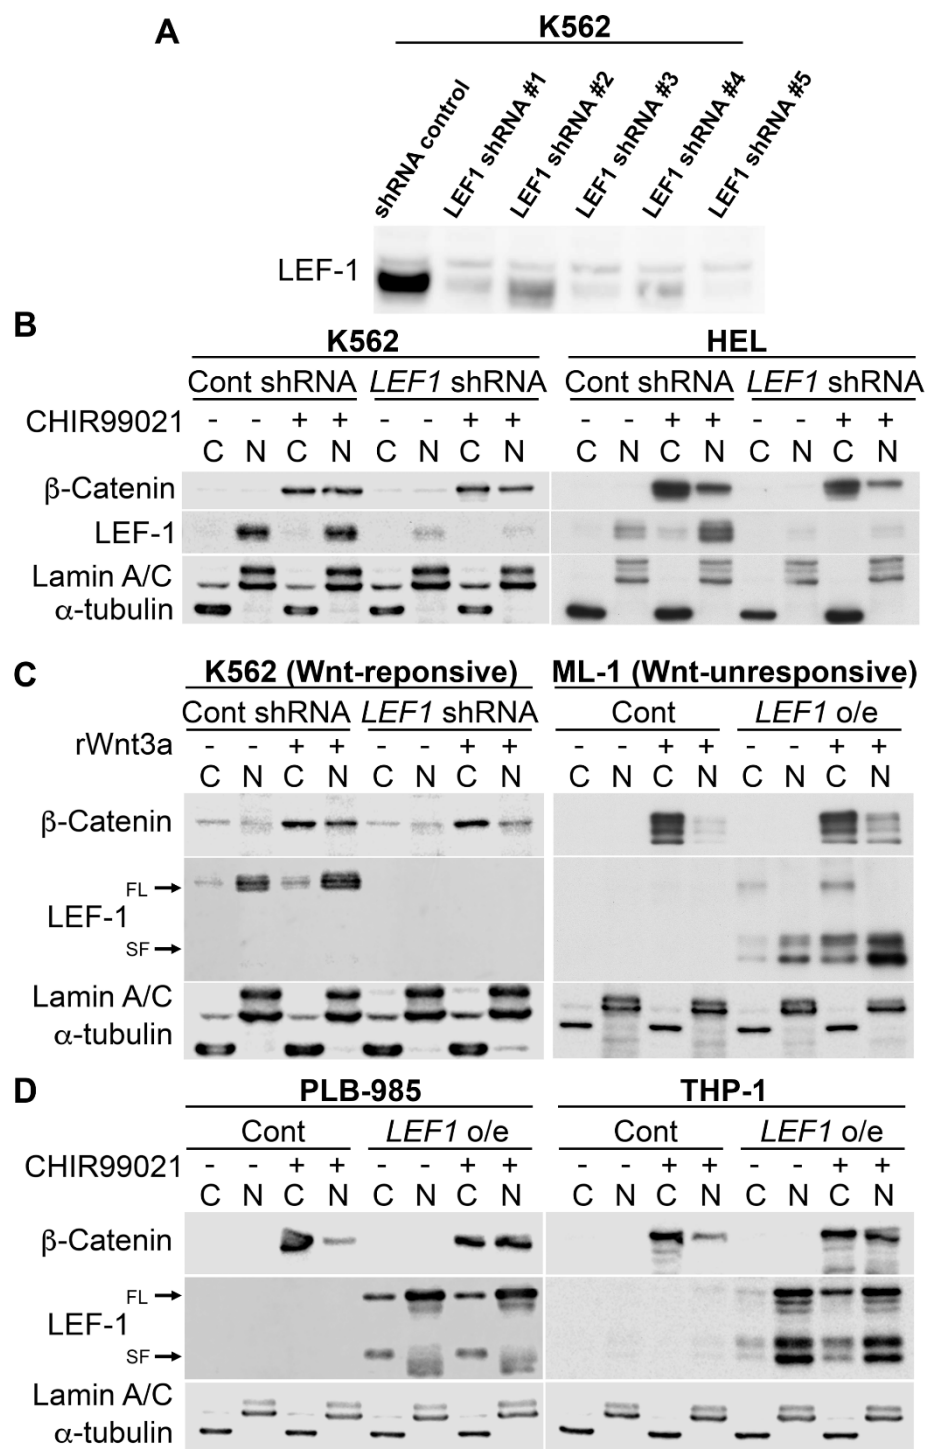 A
K562
shRNA control
LEF1 shRNA #1
LEF1 shRNA #2
LEF1 shRNA #3
LEF1 shRNA #4
LEF1 shRNA #5
LEF-1
B
K562 HEL
Cont shRNA LEF1 shRNA Cont shRNA LEF1 shRNA
CHIR99021 - - + + - - + + - - + + - - + +
C N C N C N C N C N C N C N C N
β-Catenin
LEF-1
Lamin A/C
α-tubulin
C
K562 (Wnt-reponsive) ML-1 (Wnt-unresponsive)
Cont shRNA LEF1 shRNA Cont LEF1 o/e
rWnt3a - - + + - - + + - - + + - - + +
C N C N C N C N C N C N C N C N
β-Catenin
FL
LEF-1
SF
Lamin A/C
α-tubulin
D
PLB-985 THP-1
Cont LEF1 o/e Cont LEF1 o/e
CHIR99021 - - + + - - + + - - + + - - + +
C N C N C N C N C N C N C N C N
β-Catenin
FL
LEF-1
SF
Lamin A/C
α-tubulin